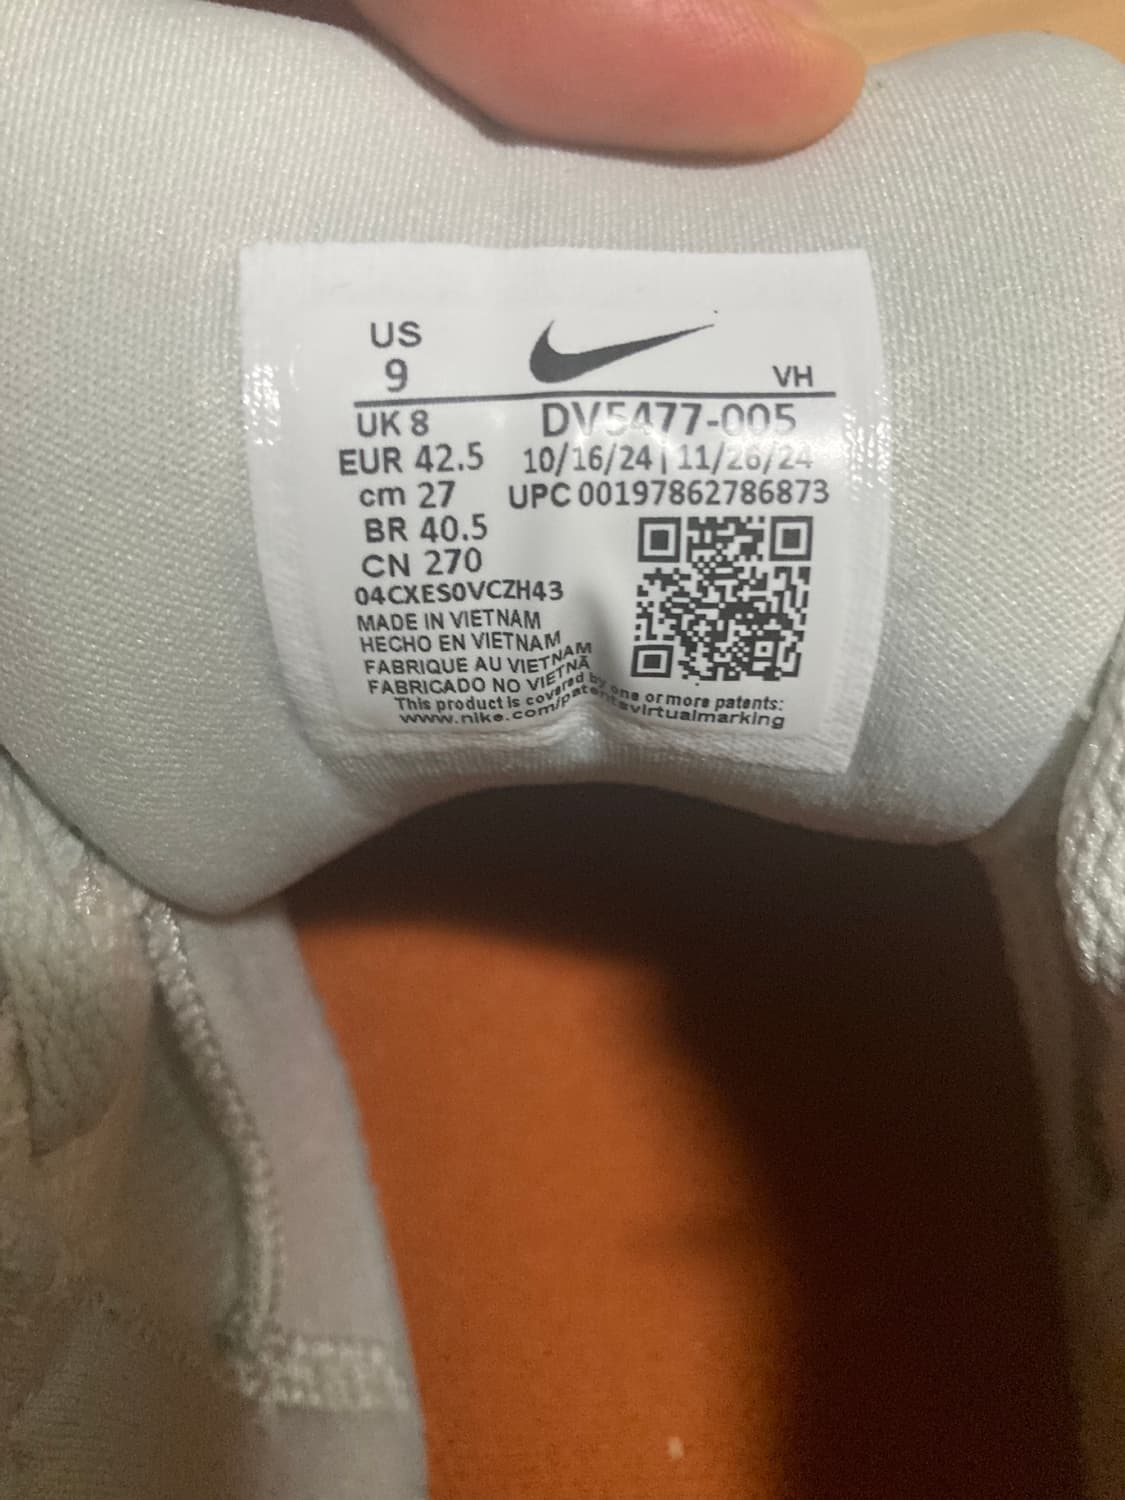 US
9
VH
UK 8
DV5477-005
EUR 42.5
10/16/24 | 11/26/24
cm 27
UPC 00197862786873
BR 40.5
CN 270
04CXES0VCZH43
MADE IN VIETNAM
HECHO EN VIETNAM
FABRIQUE AU VIETNAM
FABRICADO NO VIETNÃ
This product is covered by one or more patents:
www.nike.com/patentsvirtualmarking